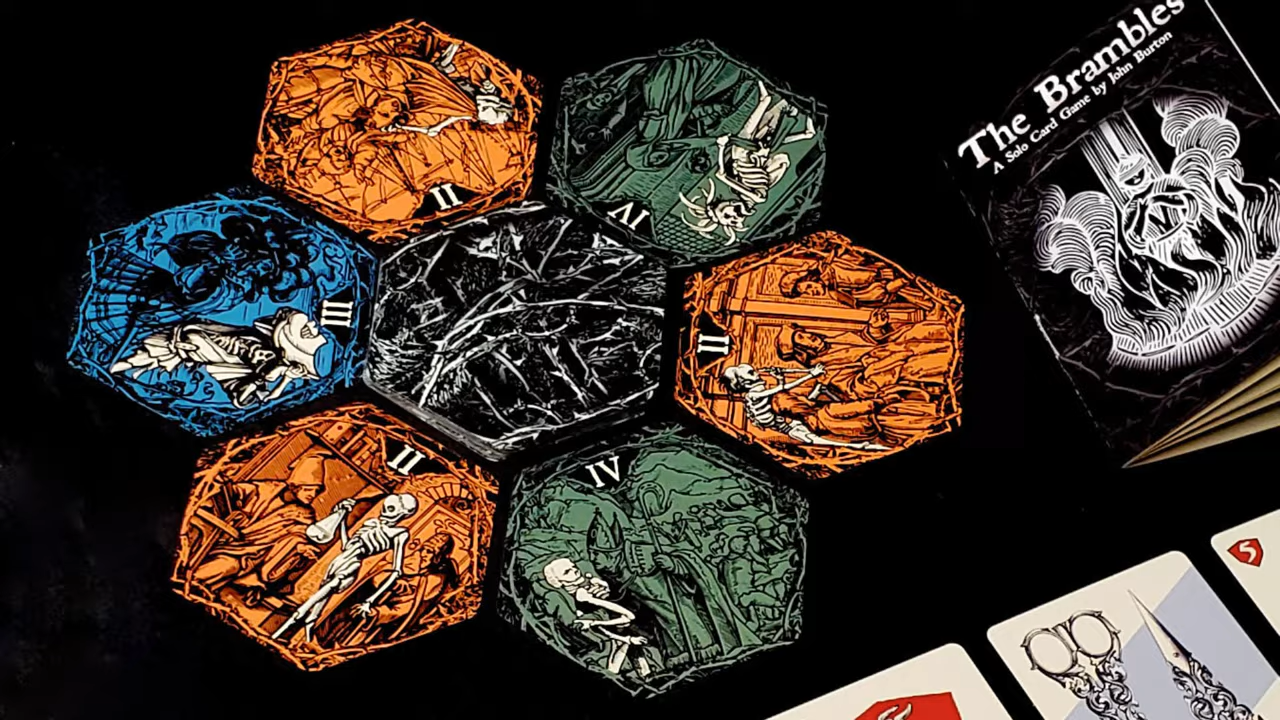 The Brambles
A Solo Card Game by John Burton
II
IV
III
II
II
IV
5